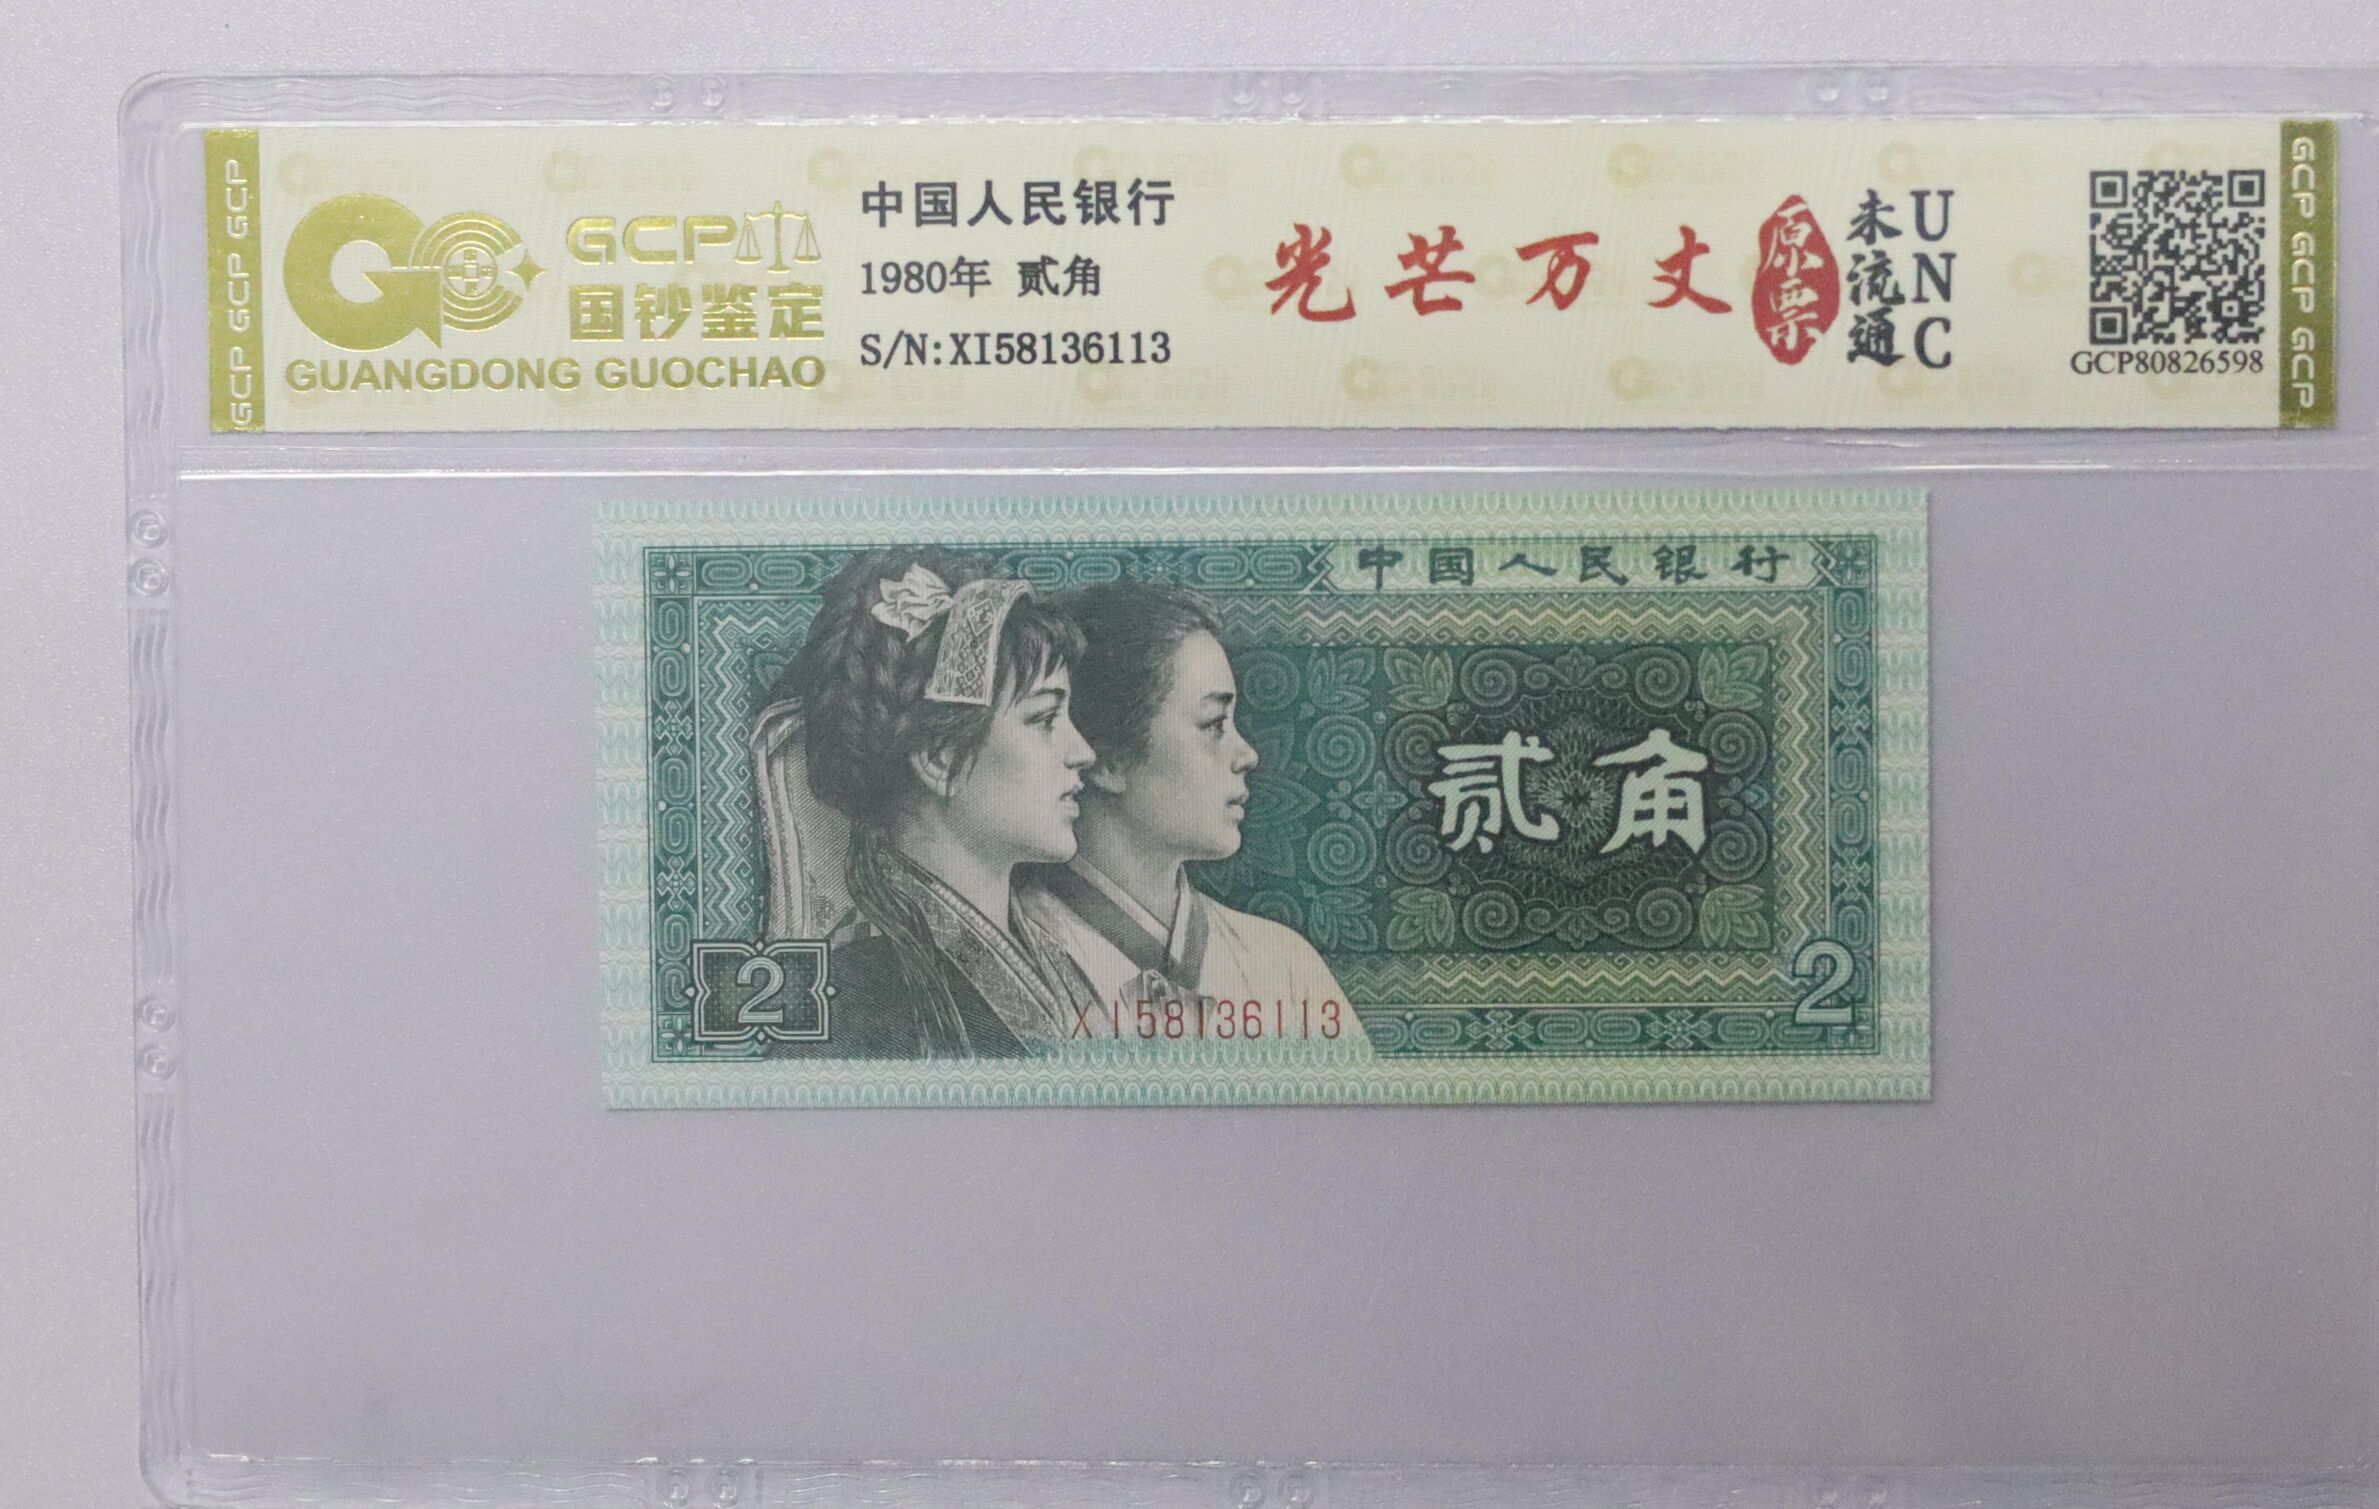 GCP GCP GCP
GCP
国钞鉴定
GUANGDONG GUOCHAO
中国人民银行
1980年 贰角
S/N:XI58136113
光芒万丈
原票
未流通
UNC
GCP80826598
GCP GCP GCP
中国人民银行
贰角
2
XI58136113
2